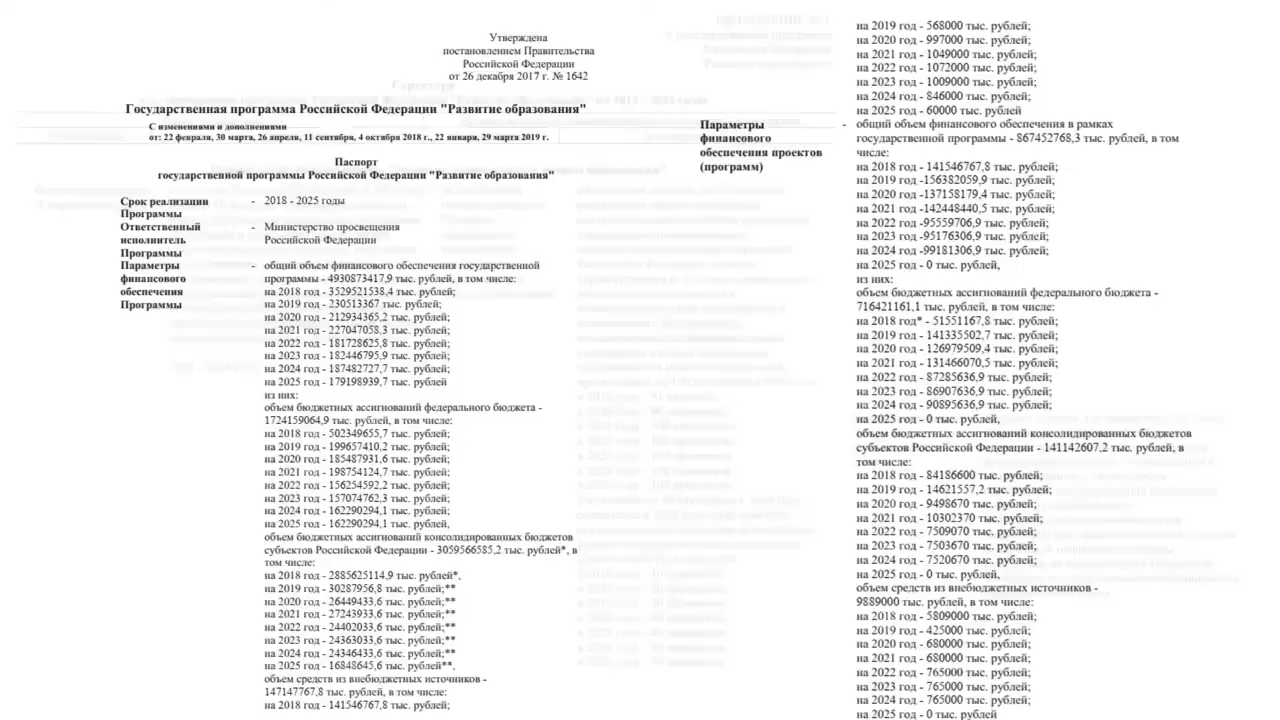 Утверждена
постановлением Правительства
Российской Федерации
от 26 декабря 2017 г. № 1642
Государственная программа Российской Федерации "Развитие образования"
С изменениями и дополнениями
от: 22 февраля, 30 марта, 26 апреля, 11 сентября, 4 октября 2018 г., 22 января, 29 марта 2019 г.
Паспорт
государственной программы Российской Федерации "Развитие образования"
Срок реализации - 2018 - 2025 годы
Программы
Ответственный - Министерство просвещения
исполнитель Российской Федерации
Программы
Параметры - общий объем финансового обеспечения государственной
финансового программы - 4930873417,9 тыс. рублей, в том числе:
обеспечения на 2018 год - 3529521538,4 тыс. рублей;
Программы на 2019 год - 230513367 тыс. рублей;
на 2020 год - 212934365,2 тыс. рублей;
на 2021 год - 227047058,3 тыс. рублей;
на 2022 год - 181728625,8 тыс. рублей;
на 2023 год - 182446795,9 тыс. рублей;
на 2024 год - 187482727,7 тыс. рублей;
на 2025 год - 179198939,7 тыс. рублей
из них:
объем бюджетных ассигнований федерального бюджета -
1724159064,9 тыс. рублей, в том числе:
на 2018 год - 502349655,7 тыс. рублей;
на 2019 год - 199657410,2 тыс. рублей;
на 2020 год - 185487931,6 тыс. рублей;
на 2021 год - 198754124,7 тыс. рублей;
на 2022 год - 156254592,2 тыс. рублей;
на 2023 год - 157074762,3 тыс. рублей;
на 2024 год - 162290294,1 тыс. рублей;
на 2025 год - 162290294,1 тыс. рублей,
объем бюджетных ассигнований консолидированных бюджетов
субъектов Российской Федерации - 3059566585,2 тыс. рублей*, в
том числе:
на 2018 год - 2885625114,9 тыс. рублей*,
на 2019 год - 30287956,8 тыс. рублей;**
на 2020 год - 26449433,6 тыс. рублей;**
на 2021 год - 27243933,6 тыс. рублей;**
на 2022 год - 24402033,6 тыс. рублей;**
на 2023 год - 24363033,6 тыс. рублей;**
на 2024 год - 24346433,6 тыс. рублей;**
на 2025 год - 16848645,6 тыс. рублей**,
объем средств из внебюджетных источников -
147147767,8 тыс. рублей, в том числе:
на 2018 год - 141546767,8 тыс. рублей;
на 2019 год - 568000 тыс. рублей;
на 2020 год - 997000 тыс. рублей;
на 2021 год - 1049000 тыс. рублей;
на 2022 год - 1072000 тыс. рублей;
на 2023 год - 1009000 тыс. рублей;
на 2024 год - 846000 тыс. рублей;
на 2025 год - 60000 тыс. рублей
Параметры - общий объем финансового обеспечения в рамках
финансового государственной программы - 867452768,3 тыс. рублей, в том
обеспечения проектов числе:
(программ) на 2018 год - 141546767,8 тыс. рублей;
на 2019 -156382059,9 тыс. рублей;
на 2020 -137158179,4 тыс. рублей;
на 2021 -142448440,5 тыс. рублей;
на 2022 -95559706,9 тыс. рублей;
на 2023 -95176306,9 тыс. рублей;
на 2024 -99181306,9 тыс. рублей;
на 2025 год - 0 тыс. рублей,
из них:
объем бюджетных ассигнований федерального бюджета -
716421161,1 тыс. рублей, в том числе:
на 2018 год* - 51551167,8 тыс. рублей;
на 2019 - 141335502,7 тыс. рублей;
на 2020 - 126979509,4 тыс. рублей;
на 2021 - 131466070,5 тыс. рублей;
на 2022 - 87285636,9 тыс. рублей;
на 2023 - 86907636,9 тыс. рублей;
на 2024 - 90895636,9 тыс. рублей;
на 2025 год - 0 тыс. рублей,
объем бюджетных ассигнований консолидированных бюджетов
субъектов Российской Федерации - 141142607,2 тыс. рублей, в
том числе:
на 2018 год - 84186600 тыс. рублей;
на 2019 - 14621557,2 тыс. рублей;
на 2020 год - 9498670 тыс. рублей;
на 2021 год - 10302370 тыс. рублей;
на 2022 год - 7509070 тыс. рублей;
на 2023 год - 7503670 тыс. рублей;
на 2024 год - 7520670 тыс. рублей;
на 2025 год - 0 тыс. рублей,
объем средств из внебюджетных источников -
9889000 тыс. рублей, в том числе:
на 2018 год - 5809000 тыс. рублей;
на 2019 год - 425000 тыс. рублей;
на 2020 год - 680000 тыс. рублей;
на 2021 год - 680000 тыс. рублей;
на 2022 год - 765000 тыс. рублей;
на 2023 год - 765000 тыс. рублей;
на 2024 год - 765000 тыс. рублей;
на 2025 год - 0 тыс. рублей